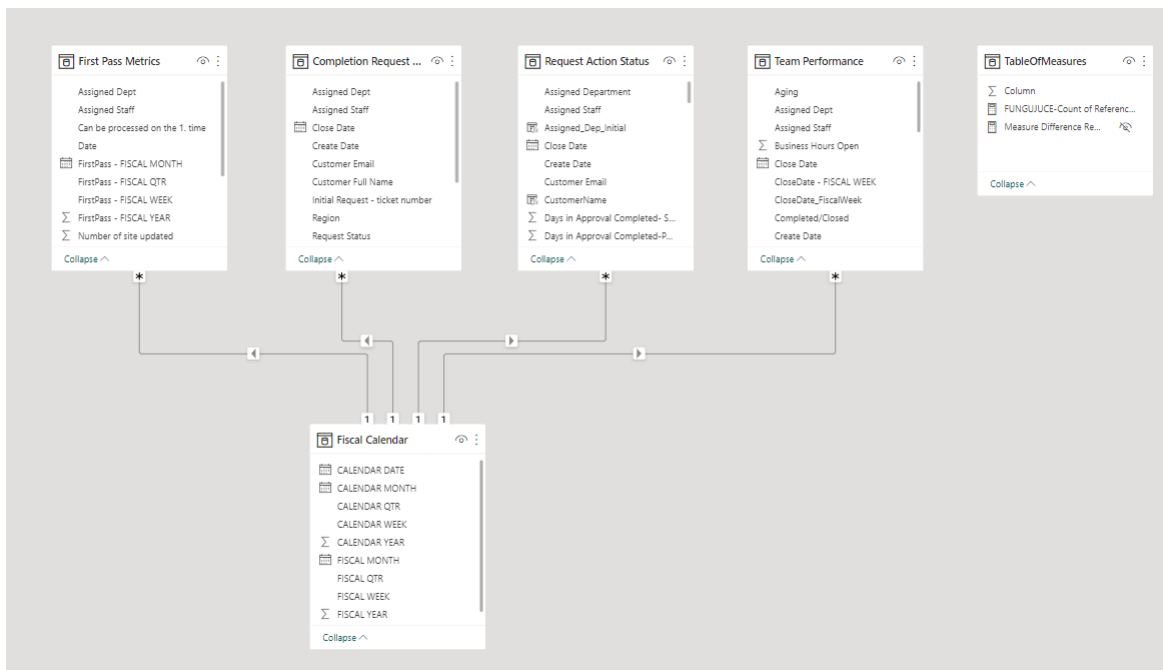 First Pass Metrics
Assigned Dept
Assigned Staff
Can be processed on the 1. time
Date
FirstPass - FISCAL MONTH
FirstPass - FISCAL QTR
FirstPass - FISCAL WEEK
FirstPass - FISCAL YEAR
Number of site updated
Collapse
Completion Request ...
Assigned Dept
Assigned Staff
Close Date
Create Date
Customer Email
Customer Full Name
Initial Request - ticket number
Region
Request Status
Collapse
Request Action Status
Assigned Department
Assigned Staff
Assigned_Dep_Initial
Close Date
Create Date
Customer Email
CustomerName
Days in Approval Completed- S...
Days in Approval Completed-P...
Collapse
Team Performance
Aging
Assigned Dept
Assigned Staff
Business Hours Open
Close Date
CloseDate - FISCAL WEEK
CloseDate_FiscalWeek
Completed/Closed
Create Date
Collapse
TableOfMeasures
Column
FUNGUJUCE-Count of Referenc...
Measure Difference Re...
Collapse
* * * *
1 1 1 1
Fiscal Calendar
CALENDAR DATE
CALENDAR MONTH
CALENDAR QTR
CALENDAR WEEK
CALENDAR YEAR
FISCAL MONTH
FISCAL QTR
FISCAL WEEK
FISCAL YEAR
Collapse